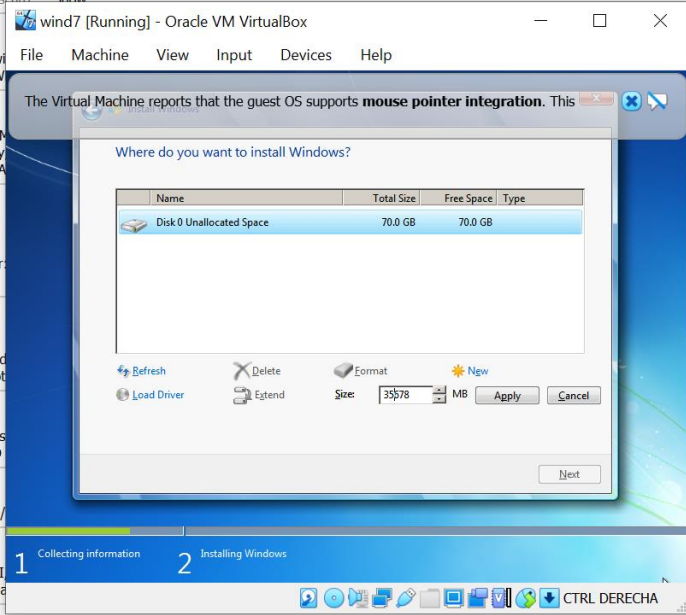 wind7 [Running] - Oracle VM VirtualBox
File Machine View Input Devices Help
The Virtual Machine reports that the guest OS supports mouse pointer integration. This
Install Windows
Where do you want to install Windows?
Name Total Size Free Space Type
Disk 0 Unallocated Space 70.0 GB 70.0 GB
Refresh Delete Format New
Load Driver Extend Size: 35578 MB Apply Cancel
Next
1 Collecting information 2 Installing Windows
CTRL DERECHA